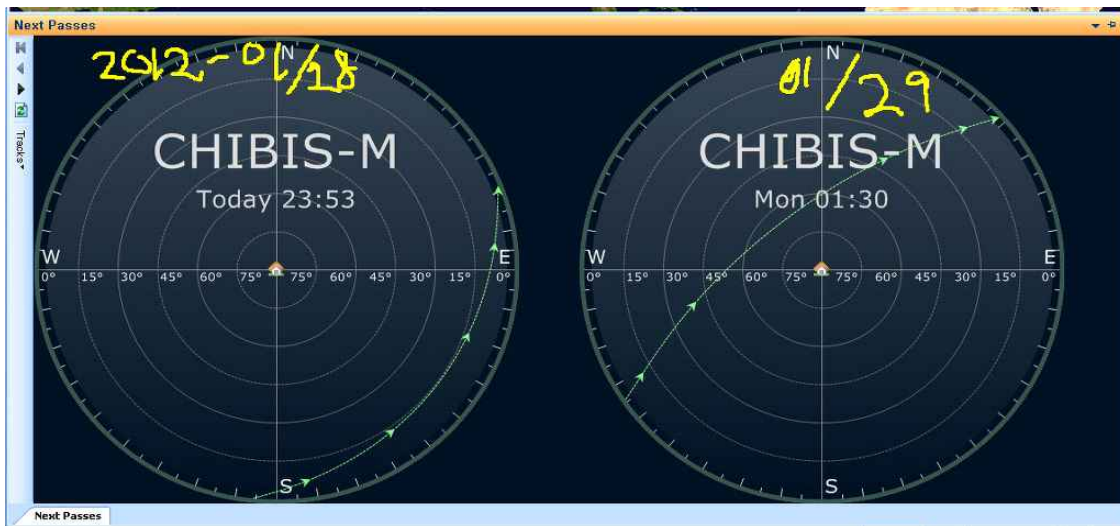 Next Passes
Tracks
2012-01/28
N
CHIBIS-M
Today 23:53
W
E
0° 15° 30° 45° 60° 75° 75° 60° 45° 30° 15° 0°
S
01/29
N
CHIBIS-M
Mon 01:30
W
E
0° 15° 30° 45° 60° 75° 75° 60° 45° 30° 15° 0°
S
Next Passes